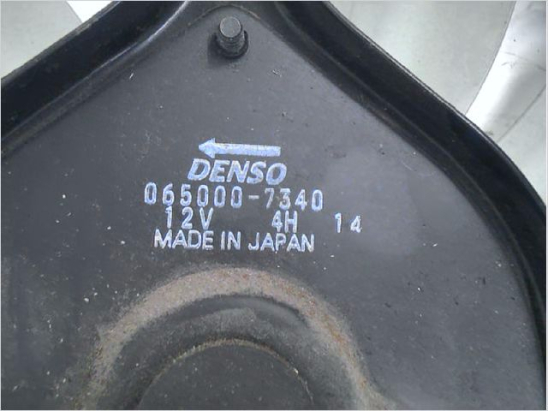 DENSO
065000-7340
12V 4H 14
MADE IN JAPAN